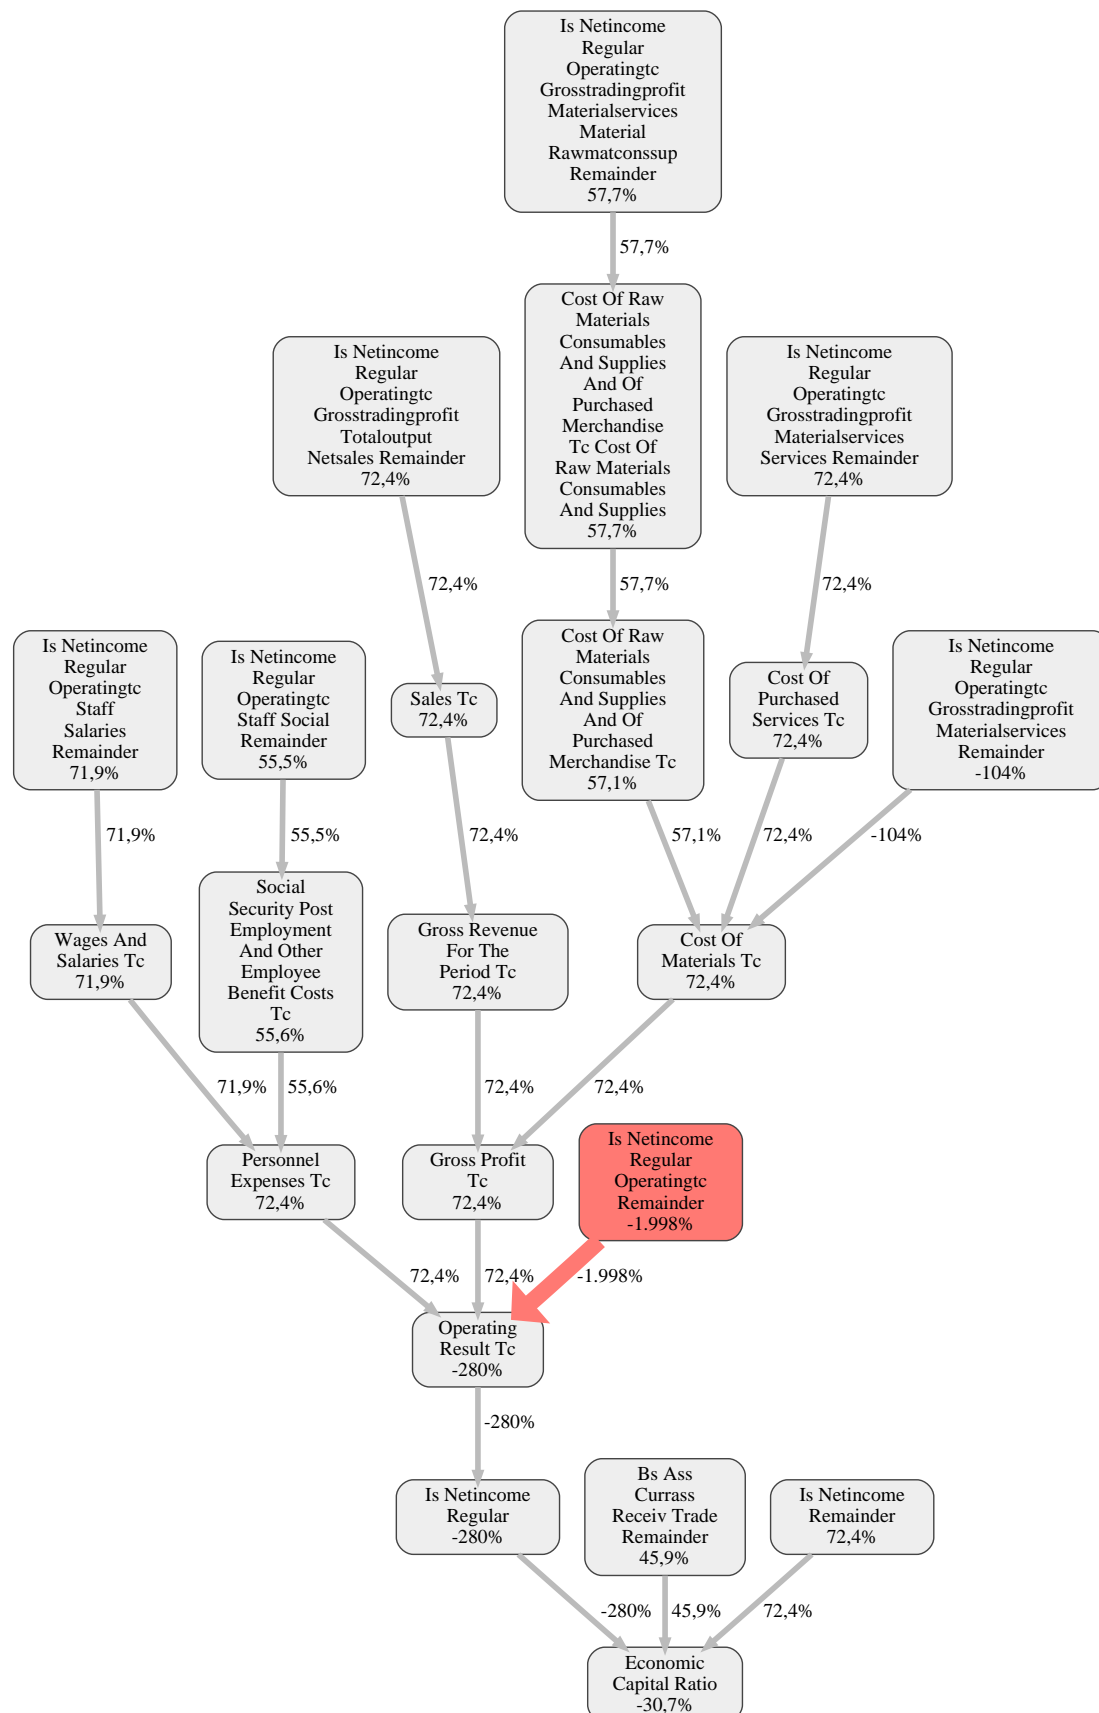 Is Netincome
Regular
Operatingtc
Grosstradingprofit
Materialservices
Material
Rawmatconssup
Remainder
57,7%
57,7%
Cost Of Raw
Materials
Consumables
And Supplies
And Of
Purchased
Merchandise
Tc Cost Of
Raw Materials
Consumables
And Supplies
57,7%
Is Netincome
Regular
Operatingtc
Grosstradingprofit
Totaloutput
Netsales Remainder
72,4%
Is Netincome
Regular
Operatingtc
Grosstradingprofit
Materialservices
Services Remainder
72,4%
72,4%
57,7%
72,4%
Is Netincome
Regular
Operatingtc
Staff
Salaries
Remainder
71,9%
Is Netincome
Regular
Operatingtc
Staff Social
Remainder
55,5%
Sales Tc
72,4%
Cost Of Raw
Materials
Consumables
And Supplies
And Of
Purchased
Merchandise Tc
57,1%
Cost Of
Purchased
Services Tc
72,4%
Is Netincome
Regular
Operatingtc
Grosstradingprofit
Materialservices
Remainder
-104%
71,9%
55,5%
72,4%
57,1%
72,4%
-104%
Wages And
Salaries Tc
71,9%
Social
Security Post
Employment
And Other
Employee
Benefit Costs
Tc
55,6%
Gross Revenue
For The
Period Tc
72,4%
Cost Of
Materials Tc
72,4%
71,9%
55,6%
72,4%
72,4%
Personnel
Expenses Tc
72,4%
Gross Profit
Tc
72,4%
Is Netincome
Regular
Operatingtc
Remainder
-1.998%
72,4%
72,4%
-1.998%
Operating
Result Tc
-280%
-280%
Is Netincome
Regular
-280%
Bs Ass
Currass
Receiv Trade
Remainder
45,9%
Is Netincome
Remainder
72,4%
-280%
45,9%
72,4%
Economic
Capital Ratio
-30,7%